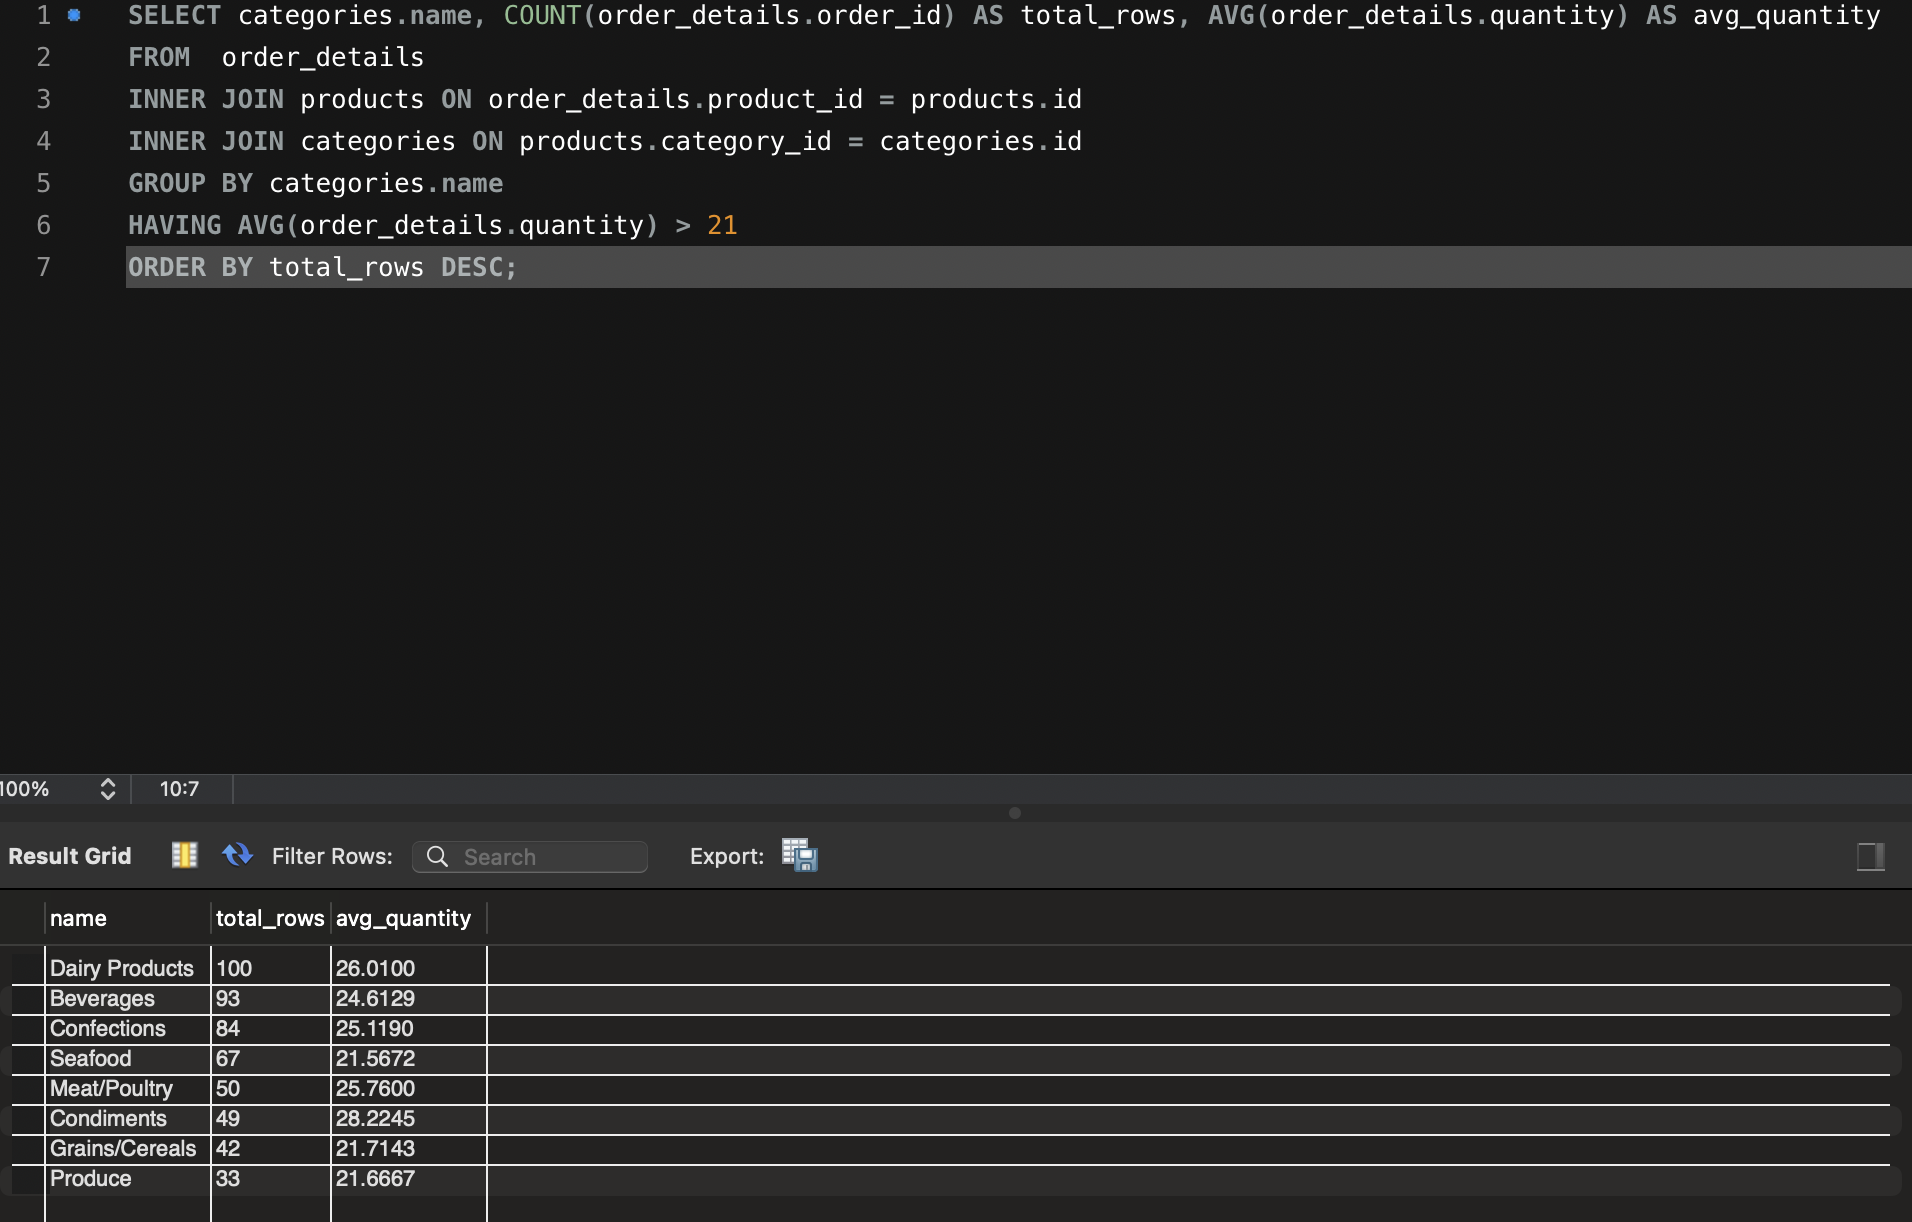 1 SELECT categories.name, COUNT(order_details.order_id) AS total_rows, AVG(order_details.quantity) AS avg_quantity
2 FROM  order_details
3 INNER JOIN products ON order_details.product_id = products.id
4 INNER JOIN categories ON products.category_id = categories.id
5 GROUP BY categories.name
6 HAVING AVG(order_details.quantity) > 21
7 ORDER BY total_rows DESC;
100% 10:7
Result Grid Filter Rows: Search Export:
name total_rows avg_quantity
Dairy Products 100 26.0100
Beverages 93 24.6129
Confections 84 25.1190
Seafood 67 21.5672
Meat/Poultry 50 25.7600
Condiments 49 28.2245
Grains/Cereals 42 21.7143
Produce 33 21.6667